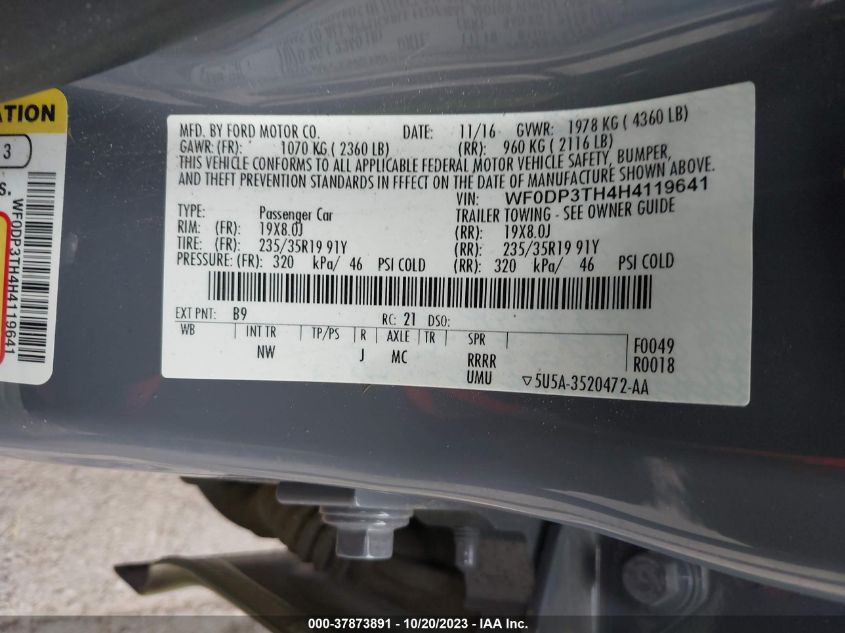 ATION
3
S.
WF0DP3TH4H4119641
MFD. BY FORD MOTOR CO. DATE: 11/16 GVWR: 1978 KG ( 4360 LB)
GAWR: (FR): 1070 KG ( 2360 LB) (RR): 960 KG ( 2116 LB)
THIS VEHICLE CONFORMS TO ALL APPLICABLE FEDERAL MOTOR VEHICLE SAFETY, BUMPER,
AND THEFT PREVENTION STANDARDS IN EFFECT ON THE DATE OF MANUFACTURE SHOWN ABOVE.
VIN: WF0DP3TH4H4119641
TYPE: Passenger Car TRAILER TOWING - SEE OWNER GUIDE
RIM: (FR): 19X8.0J (RR): 19X8.0J
TIRE: (FR): 235/35R19 91Y (RR): 235/35R19 91Y
PRESSURE: (FR): 320 kPa/ 46 PSI COLD (RR): 320 kPa/ 46 PSI COLD
EXT PNT: B9 RC: 21 DSO:
WB INT TR TP/PS R AXLE TR SPR F0049
NW J MC RRRR R0018
UMU 5U5A-3520472-AA
000-37873891 - 10/20/2023 - IAA Inc.